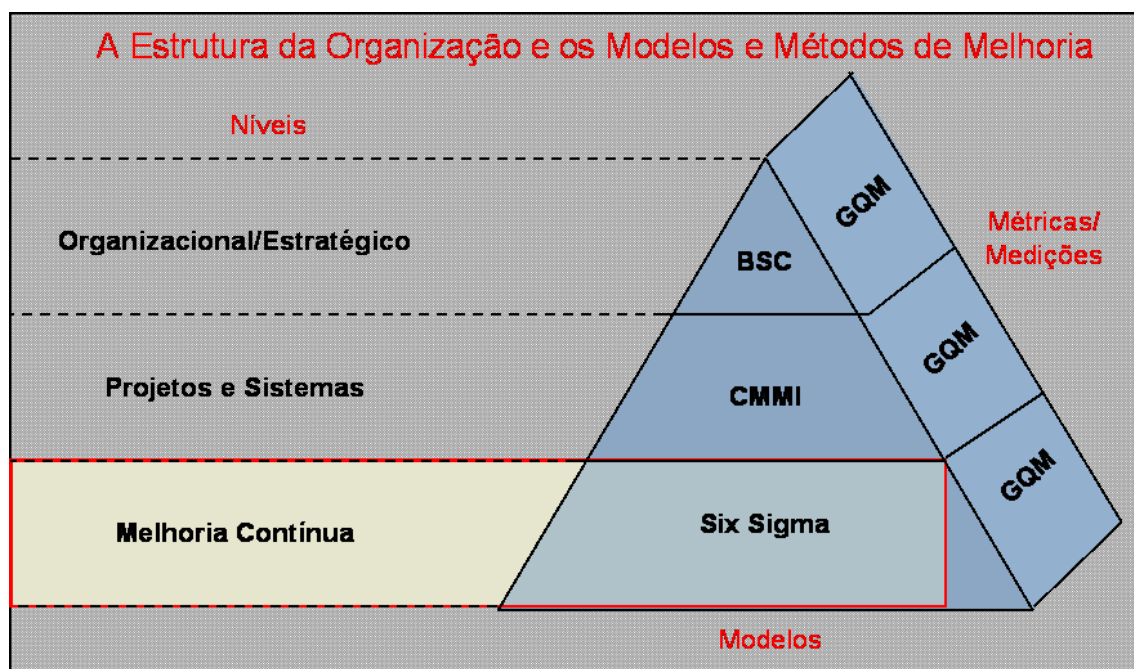 A Estrutura da Organização e os Modelos e Métodos de Melhoria
Níveis
GQM
Organizacional/Estratégico
BSC
Métricas/
Medições
Projetos e Sistemas
CMMI
GQM
Melhoria Contínua
Six Sigma
GQM
Modelos